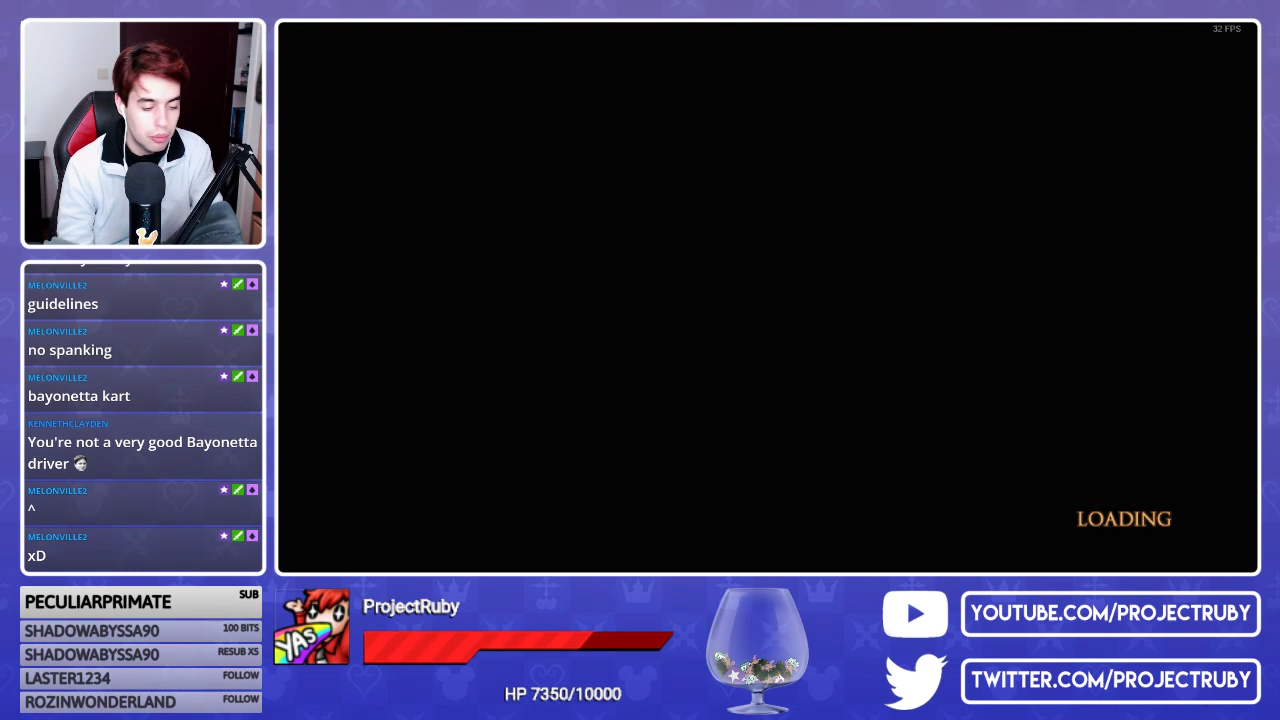 32 FPS
MELONVILLE2
guidelines
MELONVILLE2
no spanking
MELONVILLE2
bayonetta kart
KENNETHCLAYDEN
You're not a very good Bayonetta
driver
MELONVILLE2
^
MELONVILLE2
xD
LOADING
PECULIARPRIMATE SUB
SHADOWABYSSA90 100 BITS
SHADOWABYSSA90 RESUB X5
LASTER1234 FOLLOW
ROZINWONDERLAND FOLLOW
YAS
ProjectRuby
HP 7350/10000
YOUTUBE.COM/PROJECTRUBY
TWITTER.COM/PROJECTRUBY